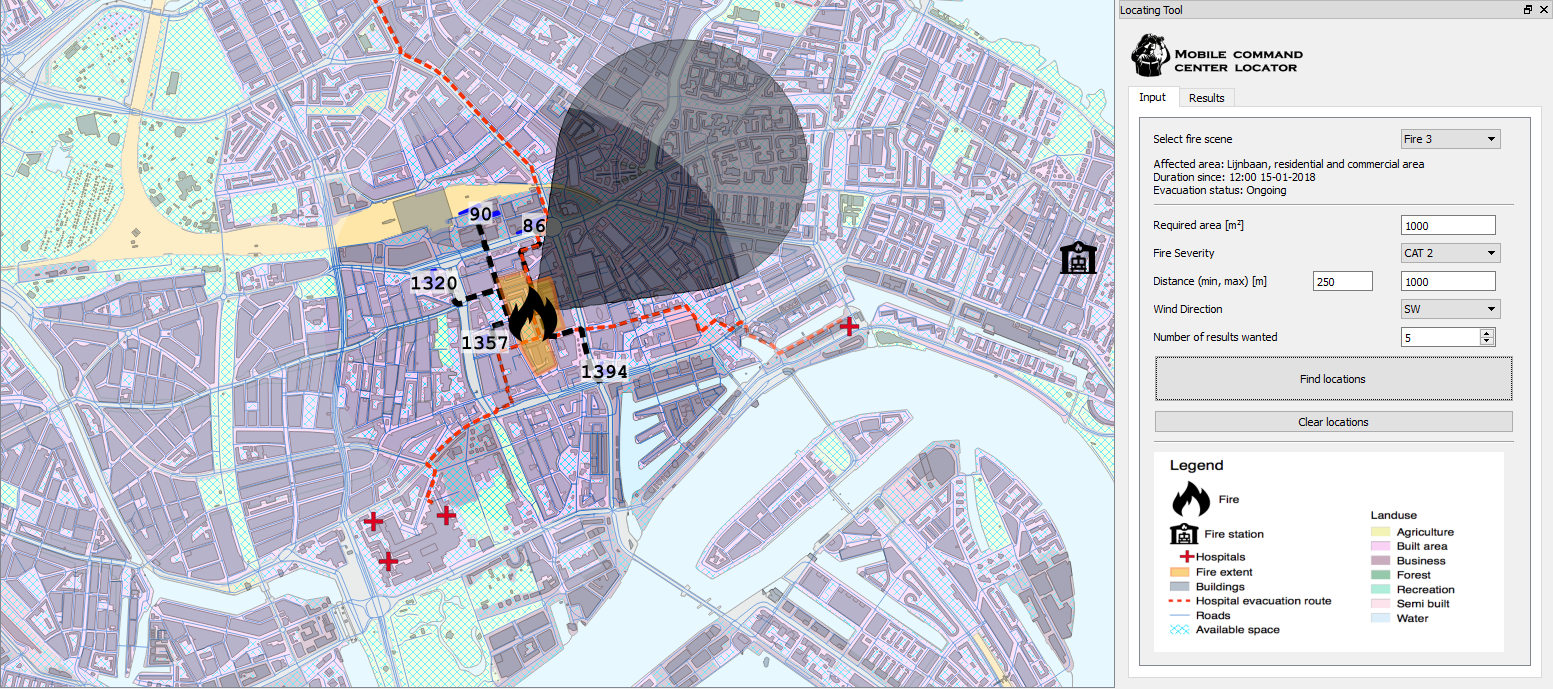 Locating Tool
MOBILE COMMAND
CENTER LOCATOR
Input
Results
Select fire scene
Fire 3
Affected area: Lijnbaan, residential and commercial area
Duration since: 12:00 15-01-2018
Evacuation status: Ongoing
Required area [m²]
1000
Fire Severity
CAT 2
Distance (min, max) [m]
250
1000
Wind Direction
SW
Number of results wanted
5
Find locations
Clear locations
Legend
Fire
Fire station
Hospitals
Fire extent
Buildings
Hospital evacuation route
Roads
Available space
Landuse
Agriculture
Built area
Business
Forest
Recreation
Semi built
Water
90
86
1320
1357
1394